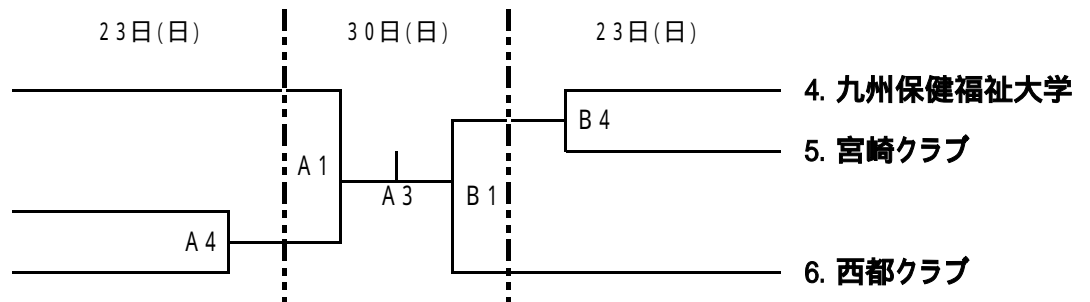 23日(日) 30日(日) 23日(日)
4. 九州保健福祉大学
B4
5. 宮崎クラブ
A1
A3 B1
A4
6. 西都クラブ